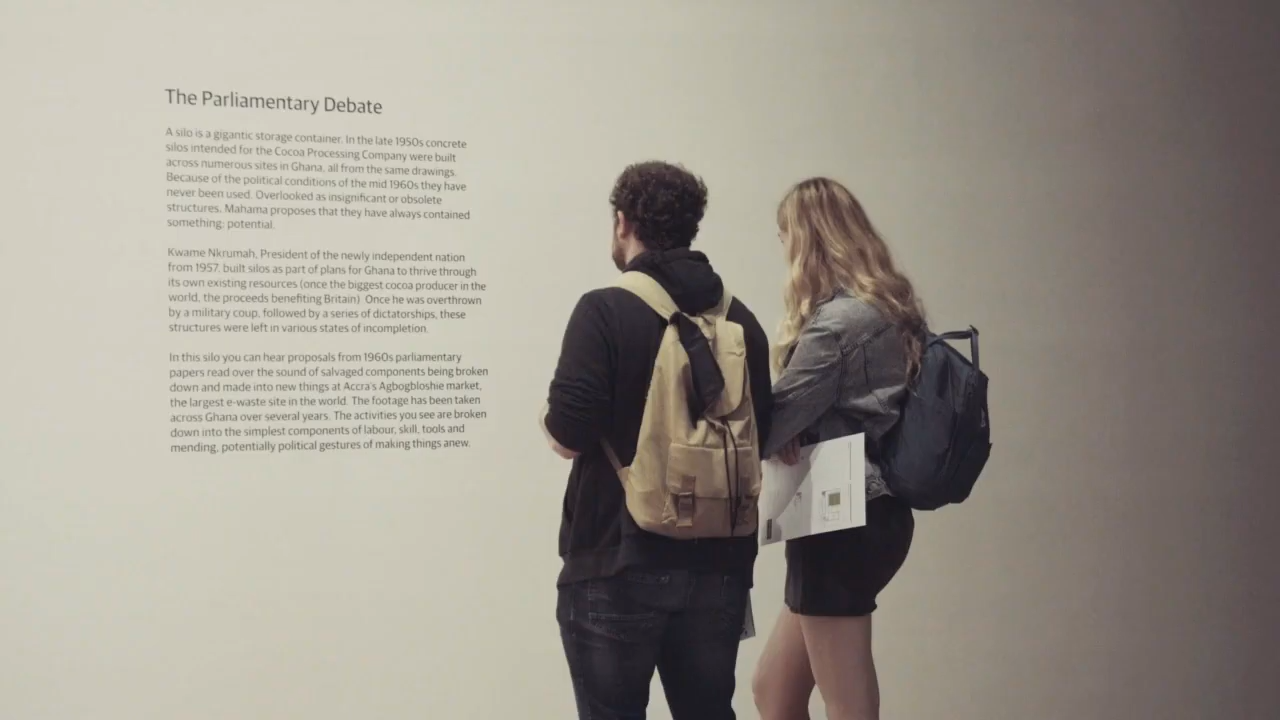 The Parliamentary Debate
A silo is a gigantic storage container. In the late 1950s concrete
silos intended for the Cocoa Processing Company were built
across numerous sites in Ghana, all from the same drawings.
Because of the political conditions of the mid 1960s they have
never been used. Overlooked as insignificant or obsolete
structures, Mahama proposes that they have always contained
something: potential.
Kwame Nkrumah, President of the newly independent nation
from 1957, built silos as part of plans for Ghana to thrive through
its own existing resources (once the biggest cocoa producer in the
world, the proceeds benefiting Britain). Once he was overthrown
by a military coup, followed by a series of dictatorships, these
structures were left in various states of incompletion.
In this silo you can hear proposals from 1960s parliamentary
papers read over the sound of salvaged components being broken
down and made into new things at Accra's Agbogbloshie market,
the largest e-waste site in the world. The footage has been taken
across Ghana over several years. The activities you see are broken
down into the simplest components of labour, skill, tools and
mending, potentially political gestures of making things anew.